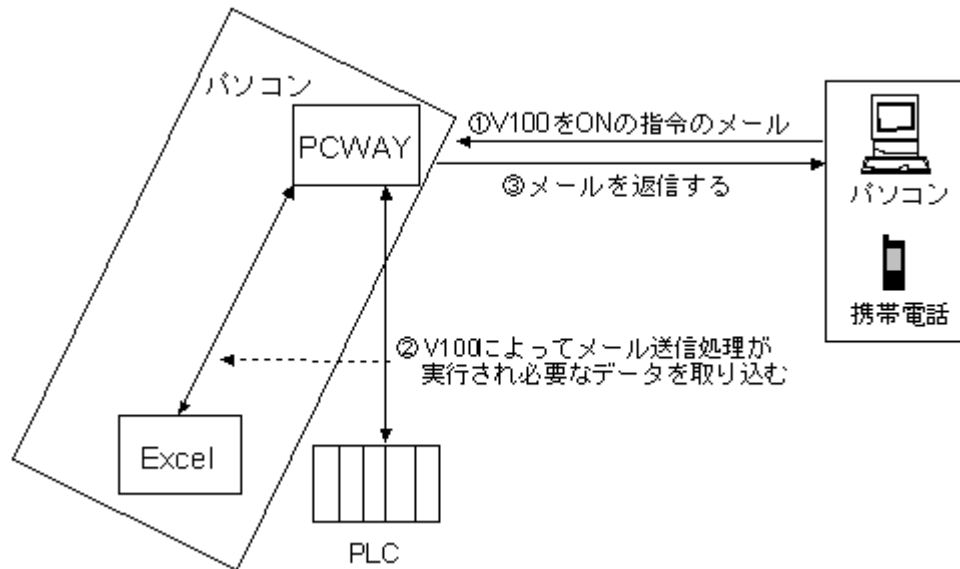 パソコン
PCWAY
①V100をONの指令のメール
③メールを返信する
パソコン
携帯電話
②V100によってメール送信処理が
実行され必要なデータを取り込む
Excel
PLC